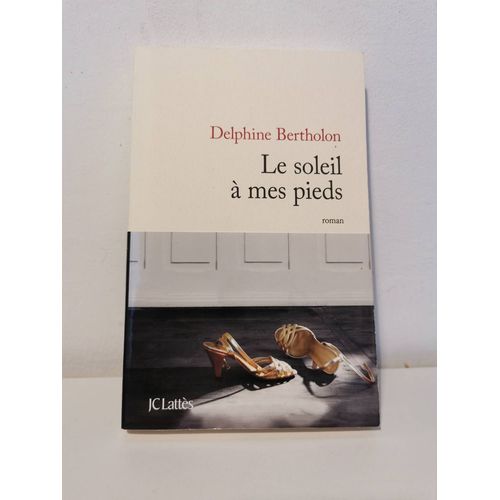 Delphine Bertholon
Le soleil
à mes pieds
roman
JC Lattès